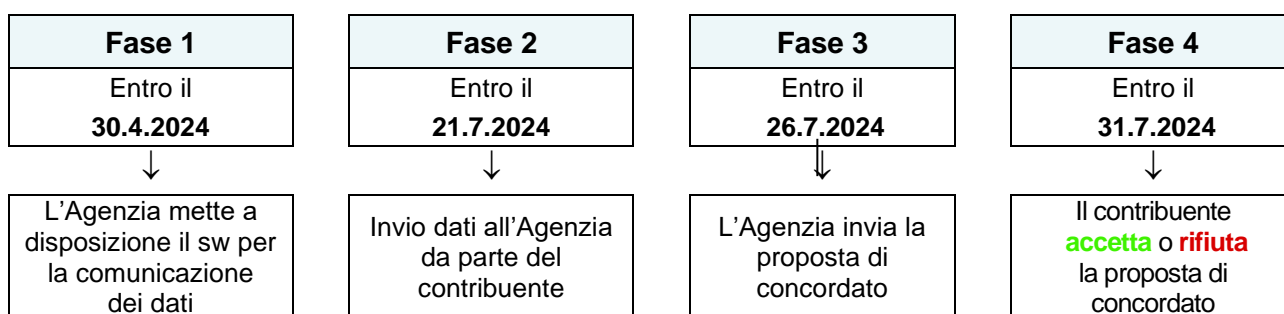 Fase 1
Entro il
30.4.2024
↓
L'Agenzia mette a
disposizione il sw per
la comunicazione
dei dati
Fase 2
Entro il
21.7.2024
↓
Invio dati all'Agenzia
da parte del
contribuente
Fase 3
Entro il
26.7.2024
⇓
L'Agenzia invia la
proposta di
concordato
Fase 4
Entro il
31.7.2024
↓
Il contribuente
accetta o rifiuta
la proposta di
concordato